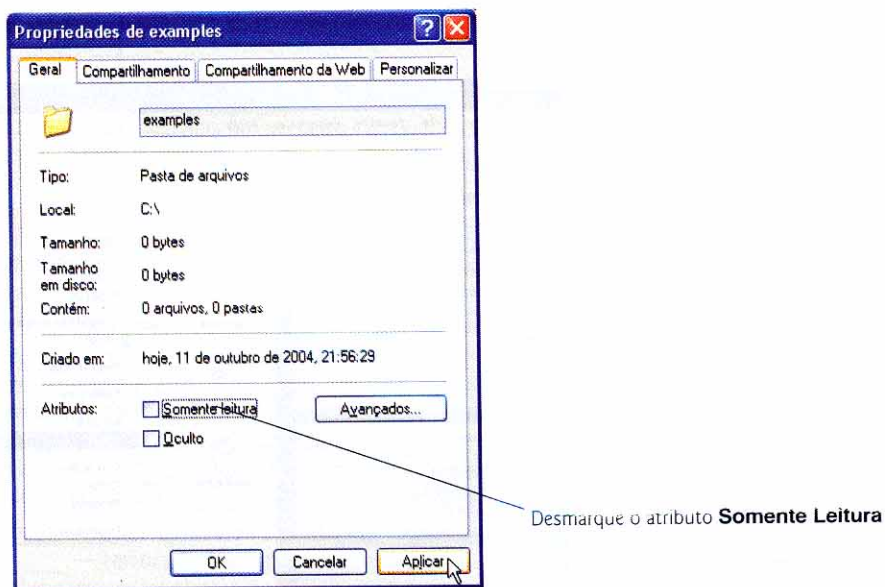 Propriedades de examples
Geral Compartilhamento Compartilhamento da Web Personalizar
examples
Tipo: Pasta de arquivos
Local: C:\
Tamanho: 0 bytes
Tamanho em disco: 0 bytes
Contém: 0 arquivos, 0 pastas
Criado em: hoje, 11 de outubro de 2004, 21:56:29
Atributos: Somente leitura Avançados...
Oculto
Desmarque o atributo Somente Leitura
OK Cancelar Aplicar